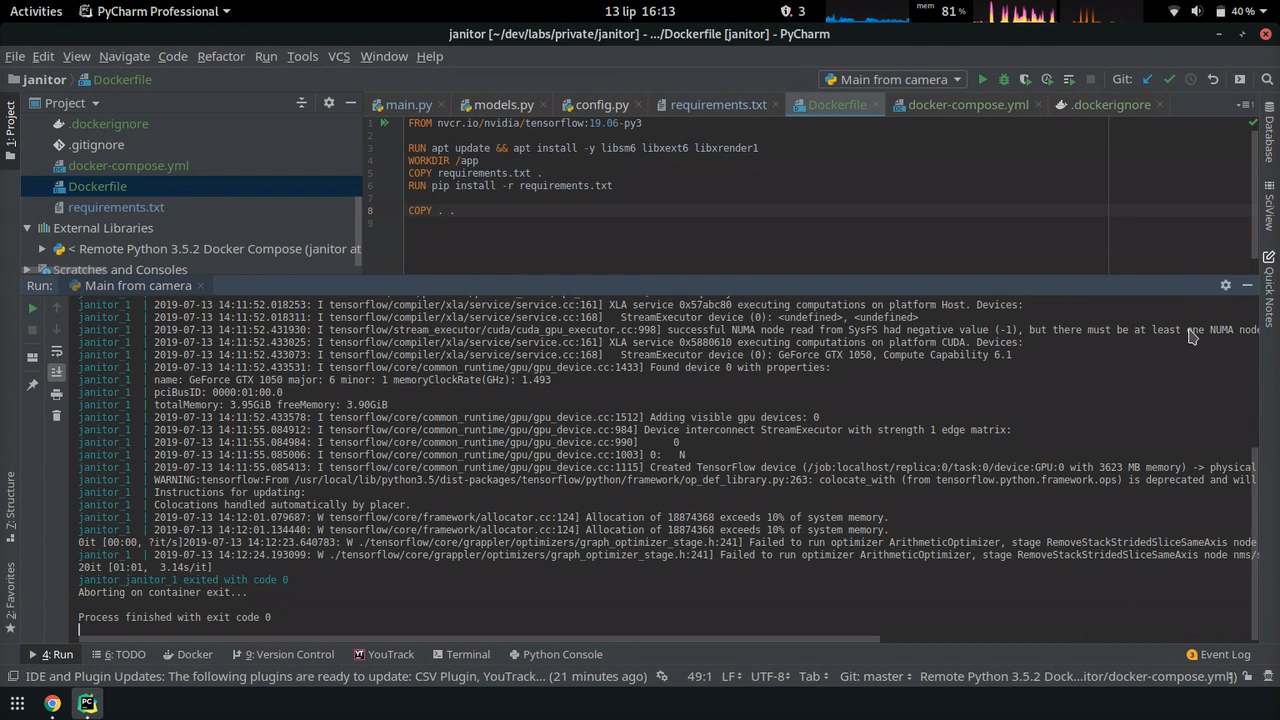 Activities
PyCharm Professional
13 lip 16:13
3
mem 81%
40 %
janitor [~/dev/labs/private/janitor] - .../Dockerfile [janitor] - PyCharm
File Edit View Navigate Code Refactor Run Tools VCS Window Help
janitor Dockerfile
Main from camera
Git:
1: Project
Project
main.py models.py config.py requirements.txt Dockerfile docker-compose.yml .dockerignore
.dockerignore
.gitignore
docker-compose.yml
Dockerfile
requirements.txt
External Libraries
< Remote Python 3.5.2 Docker Compose (janitor at
Scratches and Consoles
1 FROM nvcr.io/nvidia/tensorflow:19.06-py3
2
3 RUN apt update && apt install -y libsm6 libxext6 libxrender1
4 WORKDIR /app
5 COPY requirements.txt .
6 RUN pip install -r requirements.txt
7
8 COPY . .
9
Database
SciView
Quick Notes
Run: Main from camera
janitor_1 | 2019-07-13 14:11:52.018253: I tensorflow/compiler/xla/service/service.cc:161] XLA service 0x57abc80 executing computations on platform Host. Devices:
janitor_1 | 2019-07-13 14:11:52.018311: I tensorflow/compiler/xla/service/service.cc:168]   StreamExecutor device (0): <undefined>, <undefined>
janitor_1 | 2019-07-13 14:11:52.431930: I tensorflow/stream_executor/cuda/cuda_gpu_executor.cc:998] successful NUMA node read from SysFS had negative value (-1), but there must be at least one NUMA node
janitor_1 | 2019-07-13 14:11:52.433025: I tensorflow/compiler/xla/service/service.cc:161] XLA service 0x5880610 executing computations on platform CUDA. Devices:
janitor_1 | 2019-07-13 14:11:52.433073: I tensorflow/compiler/xla/service/service.cc:168]   StreamExecutor device (0): GeForce GTX 1050, Compute Capability 6.1
janitor_1 | 2019-07-13 14:11:52.433367: I tensorflow/core/common_runtime/gpu/gpu_device.cc:1433] Found device 0 with properties:
janitor_1 | name: GeForce GTX 1050 major: 6 minor: 1 memoryClockRate(GHz): 1.493
janitor_1 | pciBusID: 0000:01:00.0
janitor_1 | totalMemory: 3.95GiB freeMemory: 3.90GiB
janitor_1 | 2019-07-13 14:11:52.433578: I tensorflow/core/common_runtime/gpu/gpu_device.cc:1512] Adding visible gpu devices: 0
janitor_1 | 2019-07-13 14:11:55.084912: I tensorflow/core/common_runtime/gpu/gpu_device.cc:984] Device interconnect StreamExecutor with strength 1 edge matrix:
janitor_1 | 2019-07-13 14:11:55.084984: I tensorflow/core/common_runtime/gpu/gpu_device.cc:990]      0
janitor_1 | 2019-07-13 14:11:55.085006: I tensorflow/core/common_runtime/gpu/gpu_device.cc:1003] 0:   N
janitor_1 | 2019-07-13 14:11:55.085413: I tensorflow/core/common_runtime/gpu/gpu_device.cc:1115] Created TensorFlow device (/job:localhost/replica:0/task:0/device:GPU:0 with 3623 MB memory) -> physical
janitor_1 | WARNING:tensorflow:From /usr/local/lib/python3.5/dist-packages/tensorflow/python/framework/op_def_library.py:263: colocate_with (from tensorflow.python.framework.ops) is deprecated and will
janitor_1 | Instructions for updating:
janitor_1 | Colocations handled automatically by placer.
janitor_1 | 2019-07-13 14:12:01.079687: W tensorflow/core/framework/allocator.cc:124] Allocation of 18874368 exceeds 10% of system memory.
janitor_1 | 2019-07-13 14:12:01.134440: W tensorflow/core/framework/allocator.cc:124] Allocation of 18874368 exceeds 10% of system memory.
0it [00:00, ?it/s]2019-07-13 14:12:23.640783: W ./tensorflow/core/grappler/optimizers/graph_optimizer_stage.h:241] Failed to run optimizer ArithmeticOptimizer, stage RemoveStackStridedSliceSameAxis node
janitor_1 | 2019-07-13 14:12:24.193099: W ./tensorflow/core/grappler/optimizers/graph_optimizer_stage.h:241] Failed to run optimizer ArithmeticOptimizer, stage RemoveStackStridedSliceSameAxis node nms/s
20it [01:01,  3.14s/it]
janitor_janitor_1 exited with code 0
Aborting on container exit...
Process finished with exit code 0
7: Structure
2: Favorites
4: Run 6: TODO Docker 9: Version Control YouTrack Terminal Python Console
3 Event Log
IDE and Plugin Updates: The following plugins are ready to update: CSV Plugin, YouTrack... (21 minutes ago)
49:1 LF UTF-8 Tab Git: master Remote Python 3.5.2 Dock...itor/docker-compose.yml)